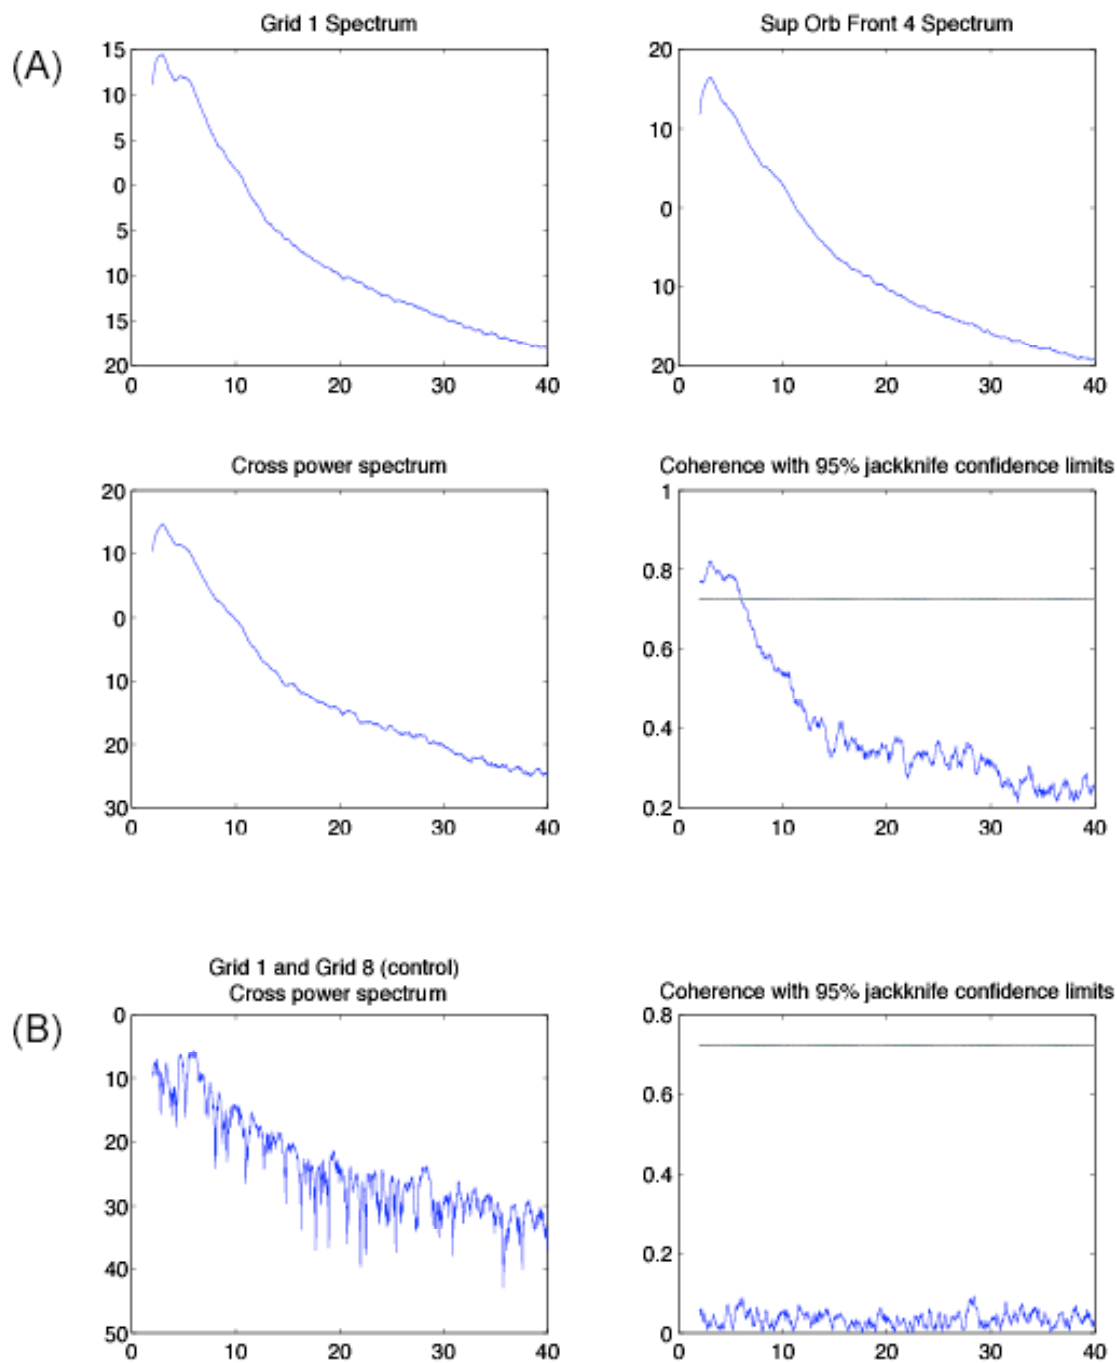 (A)
Grid 1 Spectrum
15
10
5
0
5
10
15
20
0 10 20 30 40
Sup Orb Front 4 Spectrum
20
10
0
10
20
0 10 20 30 40
Cross power spectrum
20
10
0
10
20
30
0 10 20 30 40
Coherence with 95% jackknife confidence limits
1
0.8
0.6
0.4
0.2
0 10 20 30 40
(B)
Grid 1 and Grid 8 (control)
Cross power spectrum
0
10
20
30
40
50
0 10 20 30 40
Coherence with 95% jackknife confidence limits
0.8
0.6
0.4
0.2
0
0 10 20 30 40